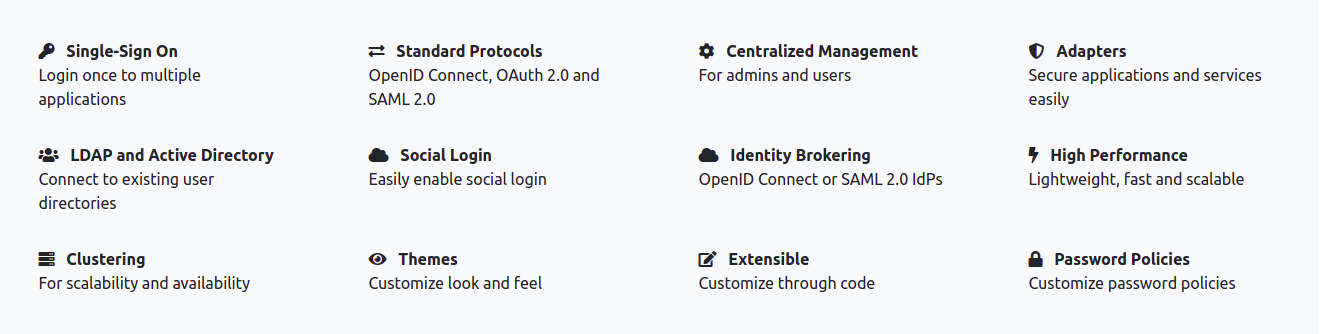 Single-Sign On
Login once to multiple
applications
Standard Protocols
OpenID Connect, OAuth 2.0 and
SAML 2.0
Centralized Management
For admins and users
Adapters
Secure applications and services
easily
LDAP and Active Directory
Connect to existing user
directories
Social Login
Easily enable social login
Identity Brokering
OpenID Connect or SAML 2.0 IdPs
High Performance
Lightweight, fast and scalable
Clustering
For scalability and availability
Themes
Customize look and feel
Extensible
Customize through code
Password Policies
Customize password policies